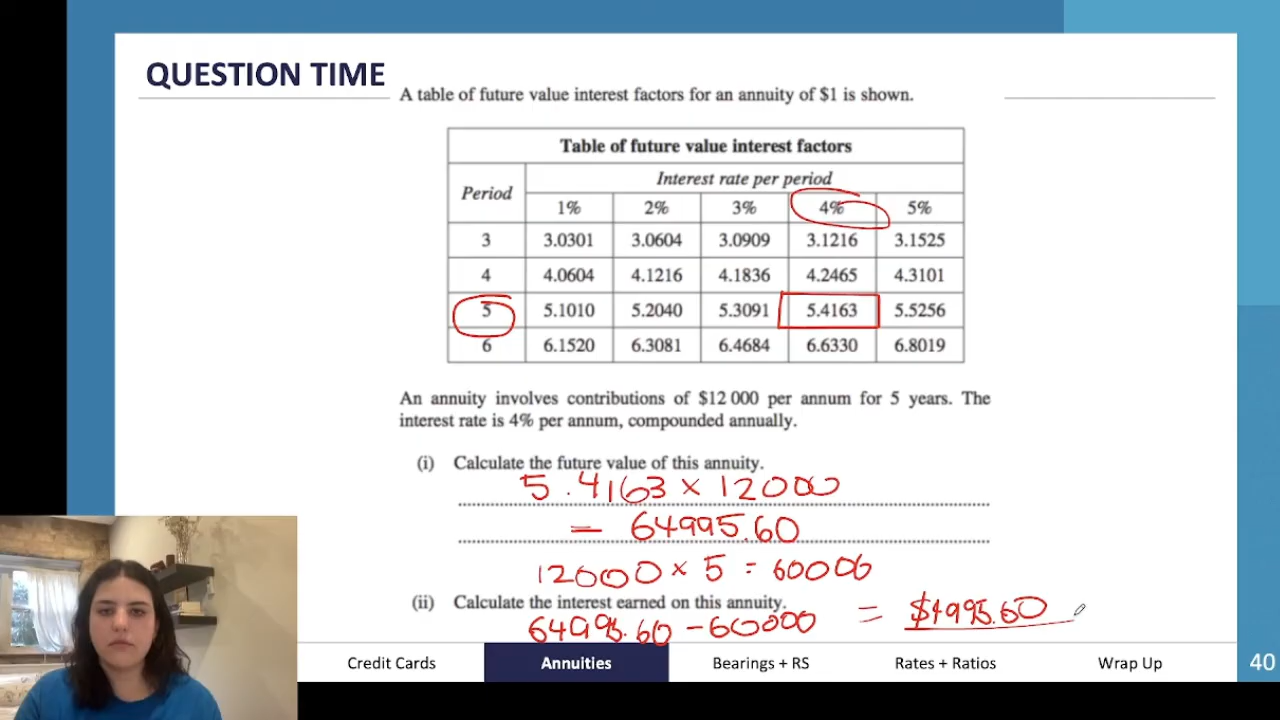 QUESTION TIME
A table of future value interest factors for an annuity of $1 is shown.
Table of future value interest factors
Period
Interest rate per period
1% 2% 3% 4% 5%
3 3.0301 3.0604 3.0909 3.1216 3.1525
4 4.0604 4.1216 4.1836 4.2465 4.3101
5 5.1010 5.2040 5.3091 5.4163 5.5256
6 6.1520 6.3081 6.4684 6.6330 6.8019
An annuity involves contributions of $12 000 per annum for 5 years. The
interest rate is 4% per annum, compounded annually.
(i) Calculate the future value of this annuity.
5.4163 × 12000
= 64995.60
12000 × 5 = 60000
(ii) Calculate the interest earned on this annuity.
64995.60 - 60000 = $4995.60
Credit Cards Annuities Bearings + RS Rates + Ratios Wrap Up 40